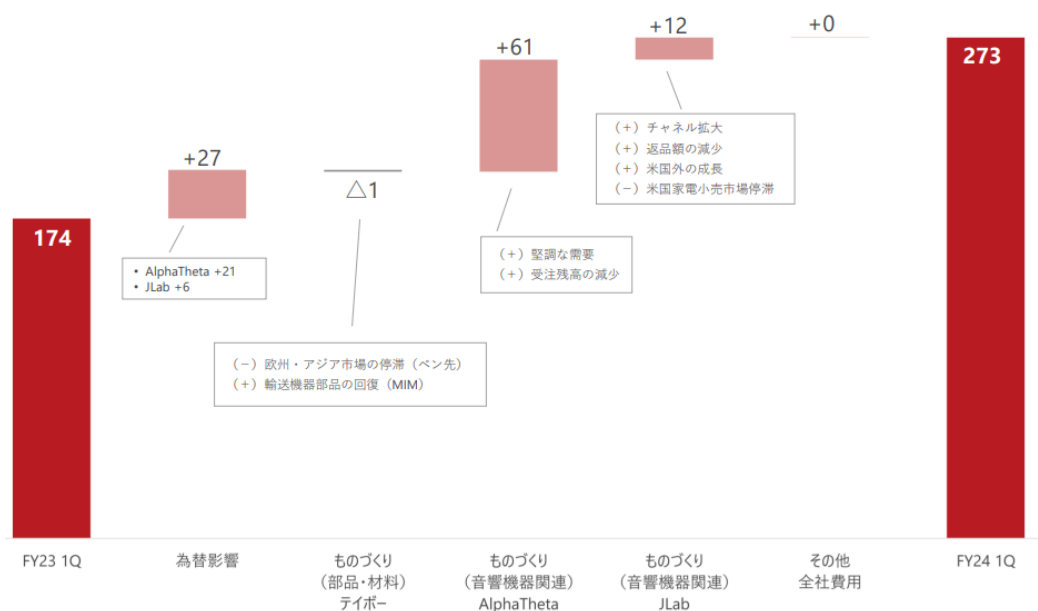 174
+27
• AlphaTheta +21
• JLab +6
△1
（−）欧州・アジア市場の停滞（ペン先）
（+）輸送機器部品の回復（MIM）
+61
（+）堅調な需要
（+）受注残高の減少
+12
（+）チャネル拡大
（+）返品額の減少
（+）米国外の成長
（−）米国家電小売市場停滞
+0
273
FY23 1Q
為替影響
ものづくり
（部品・材料）
テイボー
ものづくり
（音響機器関連）
AlphaTheta
ものづくり
（音響機器関連）
JLab
その他
全社費用
FY24 1Q